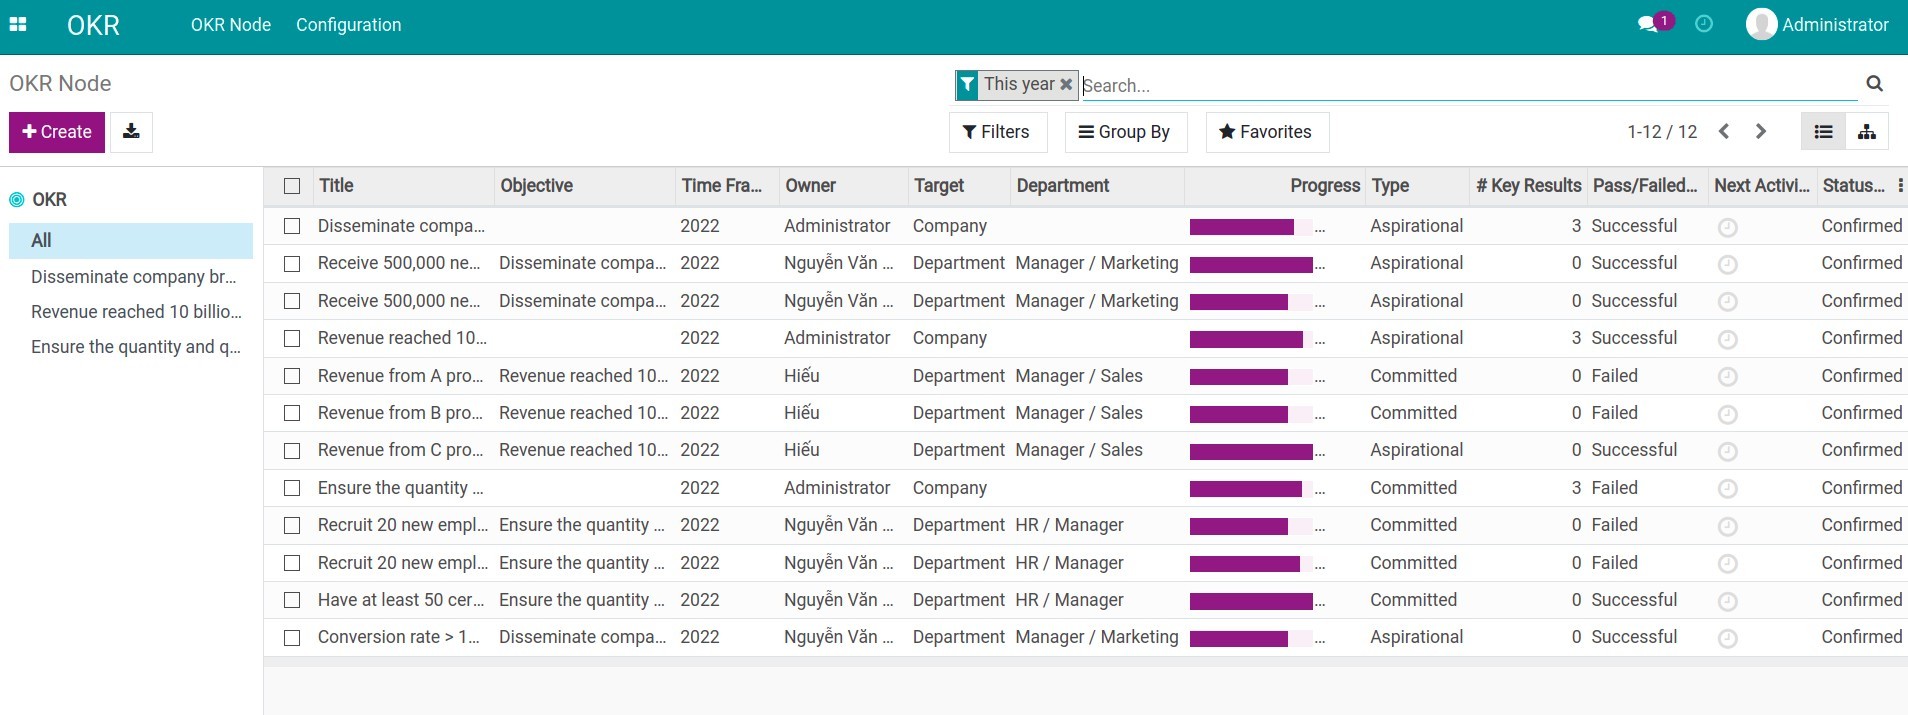 OKR OKR Node Configuration 1 Administrator
OKR Node
This year Search...
Create Filters Group By Favorites 1-12 / 12
OKR
All
Disseminate company br...
Revenue reached 10 billio...
Ensure the quantity and q...
Title Objective Time Fra... Owner Target Department Progress Type # Key Results Pass/Failed... Next Activi... Status...
Disseminate compa... 2022 Administrator Company ... Aspirational 3 Successful Confirmed
Receive 500,000 ne... Disseminate compa... 2022 Nguyễn Văn ... Department Manager / Marketing Aspirational 0 Successful Confirmed
Receive 500,000 ne... Disseminate compa... 2022 Nguyễn Văn ... Department Manager / Marketing ... Aspirational 0 Successful Confirmed
Revenue reached 10... 2022 Administrator Company ... Aspirational 3 Successful Confirmed
Revenue from A pro... Revenue reached 10... 2022 Hiếu Department Manager / Sales ... Committed 0 Failed Confirmed
Revenue from B pro... Revenue reached 10... 2022 Hiếu Department Manager / Sales ... Committed 0 Failed Confirmed
Revenue from C pro... Revenue reached 10... 2022 Hiếu Department Manager / Sales ... Aspirational 0 Successful Confirmed
Ensure the quantity ... 2022 Administrator Company ... Committed 3 Failed Confirmed
Recruit 20 new empl... Ensure the quantity ... 2022 Nguyễn Văn ... Department HR / Manager ... Committed 0 Failed Confirmed
Recruit 20 new empl... Ensure the quantity ... 2022 Nguyễn Văn ... Department HR / Manager ... Committed 0 Failed Confirmed
Have at least 50 cer... Ensure the quantity ... 2022 Nguyễn Văn ... Department HR / Manager ... Committed 0 Successful Confirmed
Conversion rate > 1... Disseminate compa... 2022 Nguyễn Văn ... Department Manager / Marketing ... Aspirational 0 Successful Confirmed